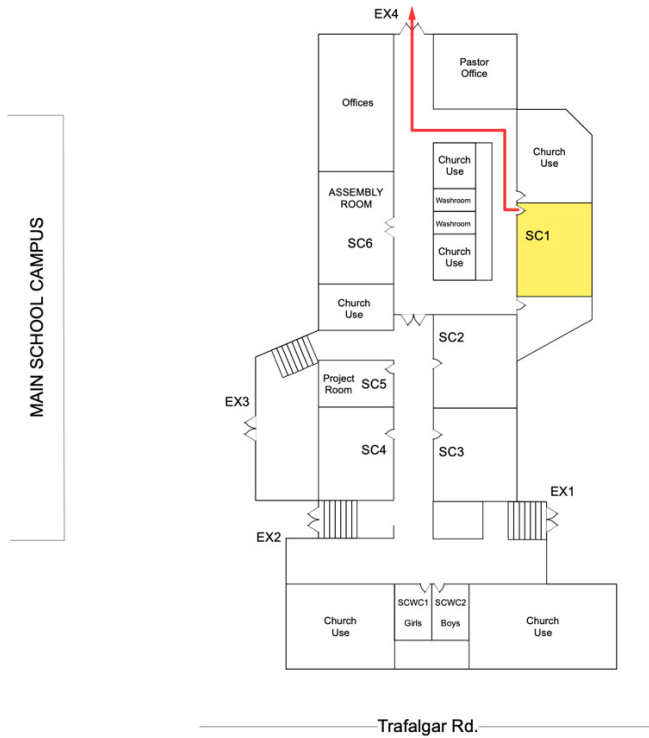 EX4
Pastor
Office
Offices
Church
Use
Church
Use
ASSEMBLY
ROOM
Washroom
Washroom
SC6
SC1
Church
Use
MAIN SCHOOL CAMPUS
Church
Use
SC2
Project
Room
SC5
EX3
SC4
SC3
EX1
EX2
SCWC1
Girls
SCWC2
Boys
Church
Use
Church
Use
Trafalgar Rd.